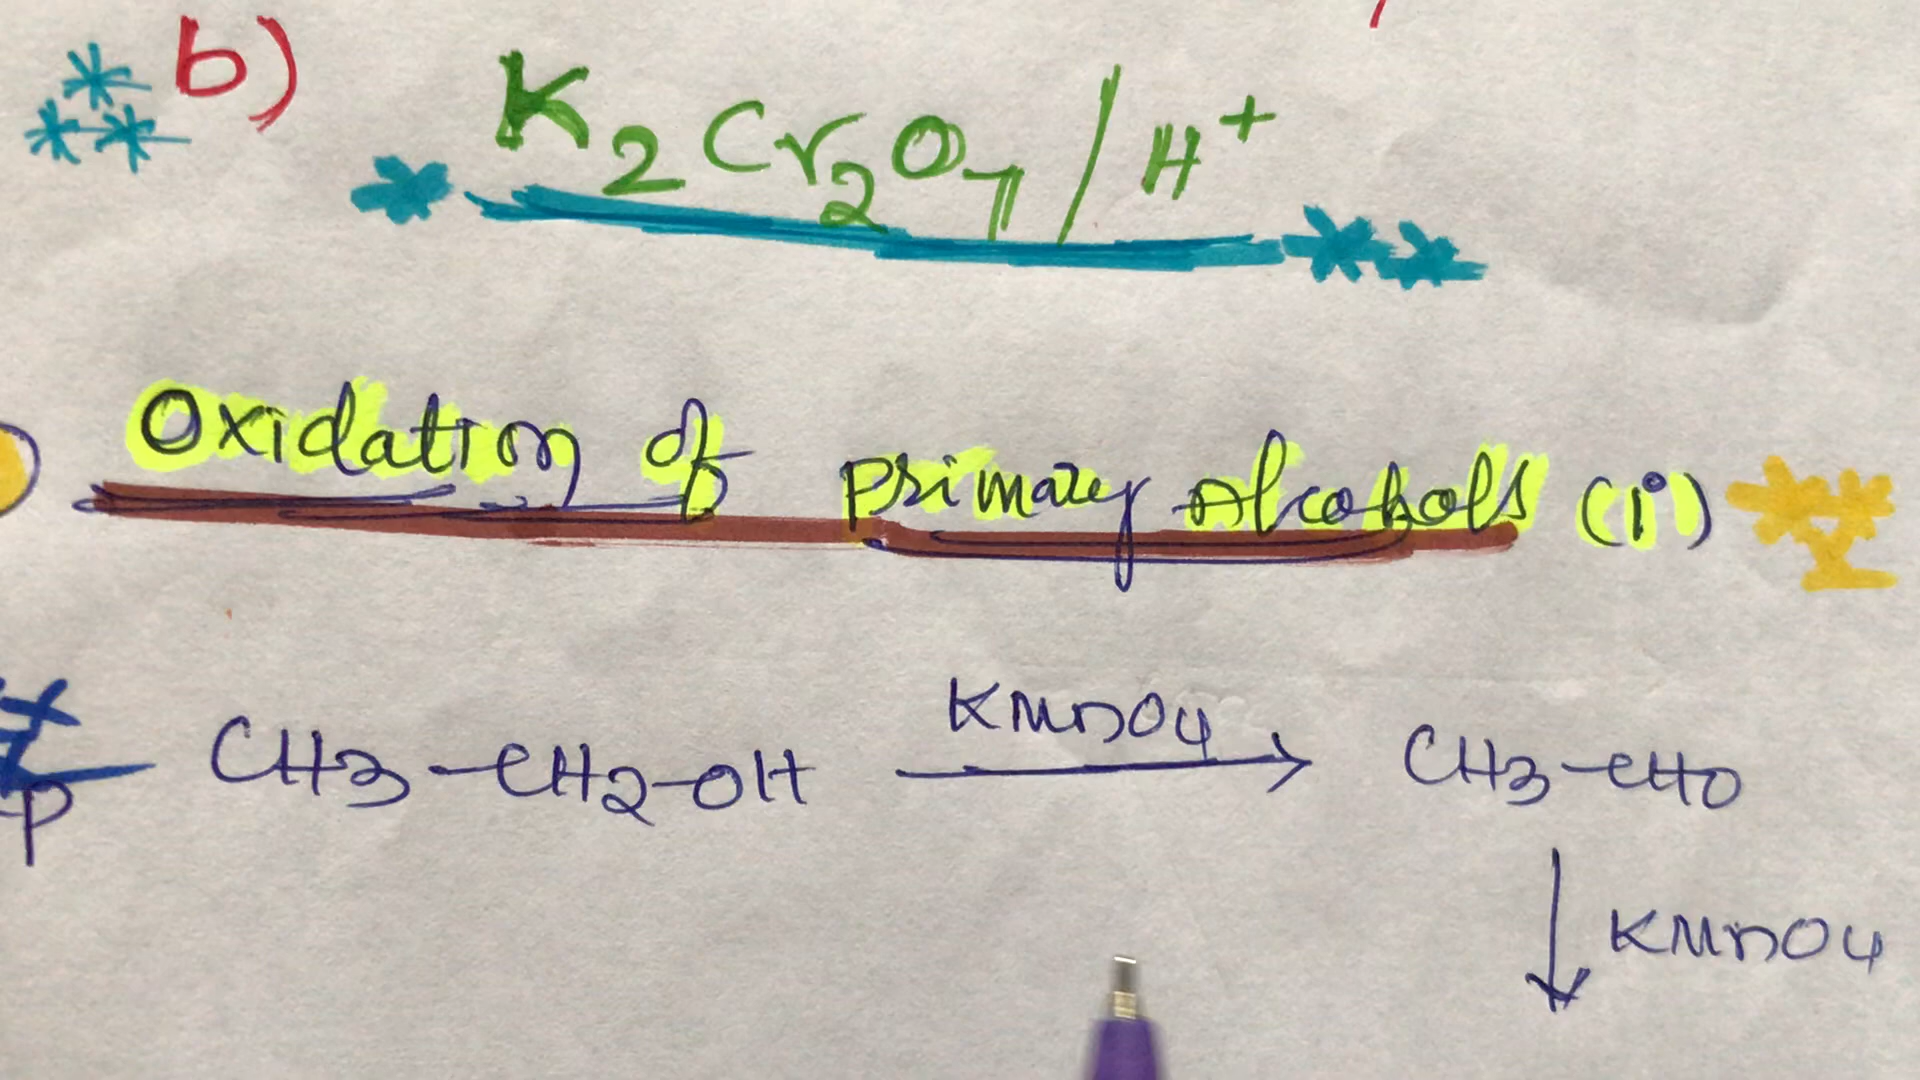 b)
K2Cr2O7/H+
Oxidation of primary Alcohols (1°)
CH3-CH2-OH KMnO4 CH3-CHO
KMnO4